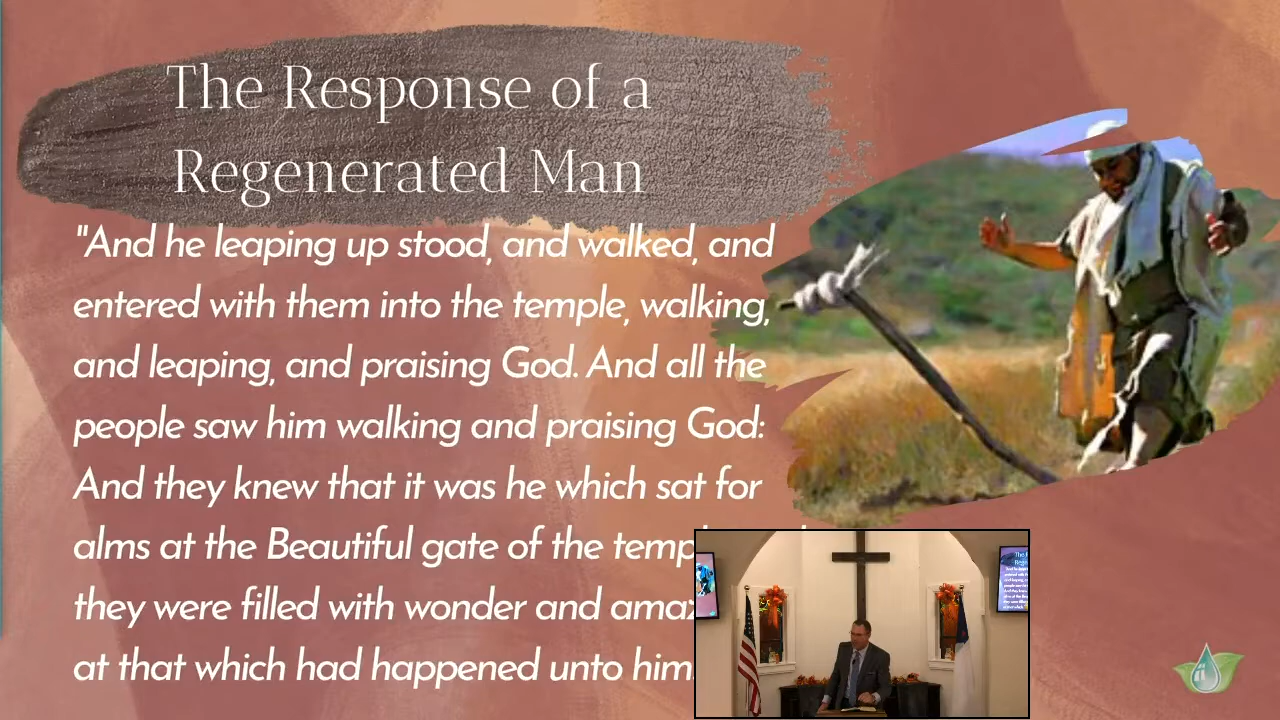 The Response of a
Regenerated Man
"And he leaping up stood, and walked, and
entered with them into the temple, walking,
and leaping, and praising God. And all the
people saw him walking and praising God:
And they knew that it was he which sat for
alms at the Beautiful gate of the
they were filled with wonder and
at that which had happened unto him.